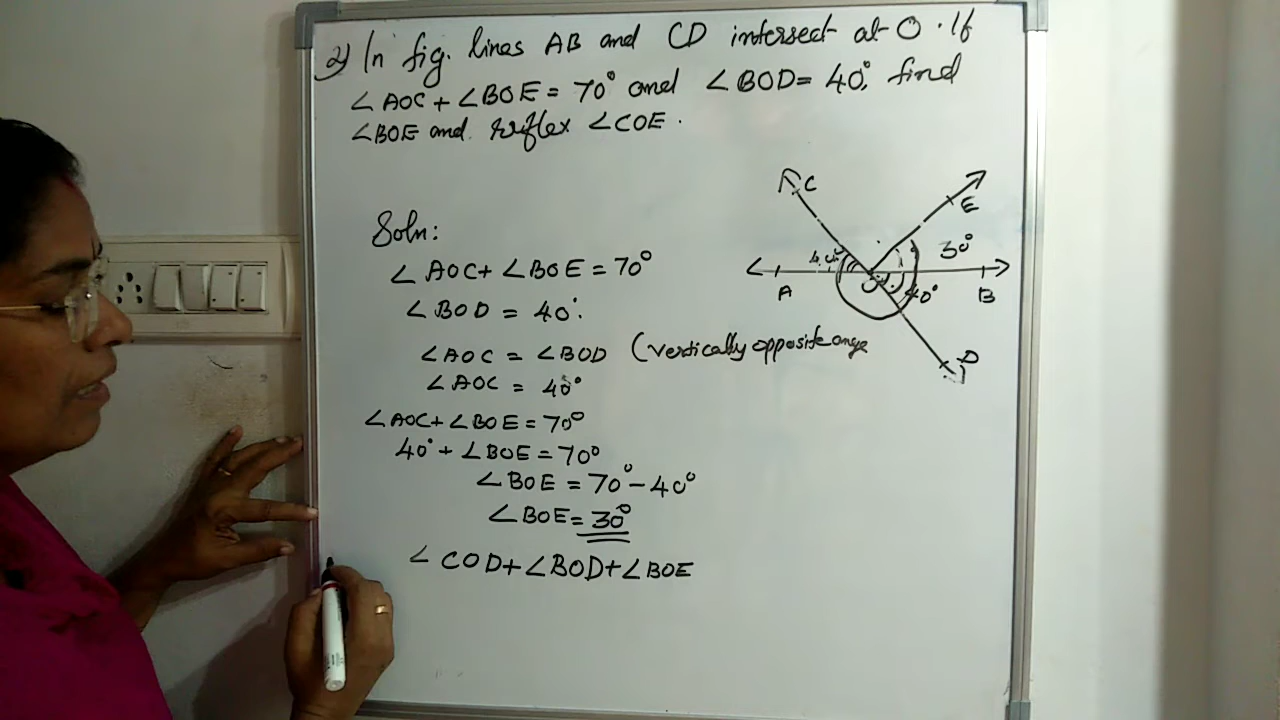 2) In fig. lines AB and CD intersect at O. If
∠AOC + ∠BOE = 70° and ∠BOD = 40°, find
∠BOE and reflex ∠COE.
Soln:
∠AOC + ∠BOE = 70°
∠BOD = 40°.
∠AOC = ∠BOD (vertically opposite angle
∠AOC = 40°
∠AOC + ∠BOE = 70°
40° + ∠BOE = 70°
∠BOE = 70° - 40°
∠BOE = 30°
∠COD + ∠BOD + ∠BOE
C
E
40°
30°
A
40°
B
D